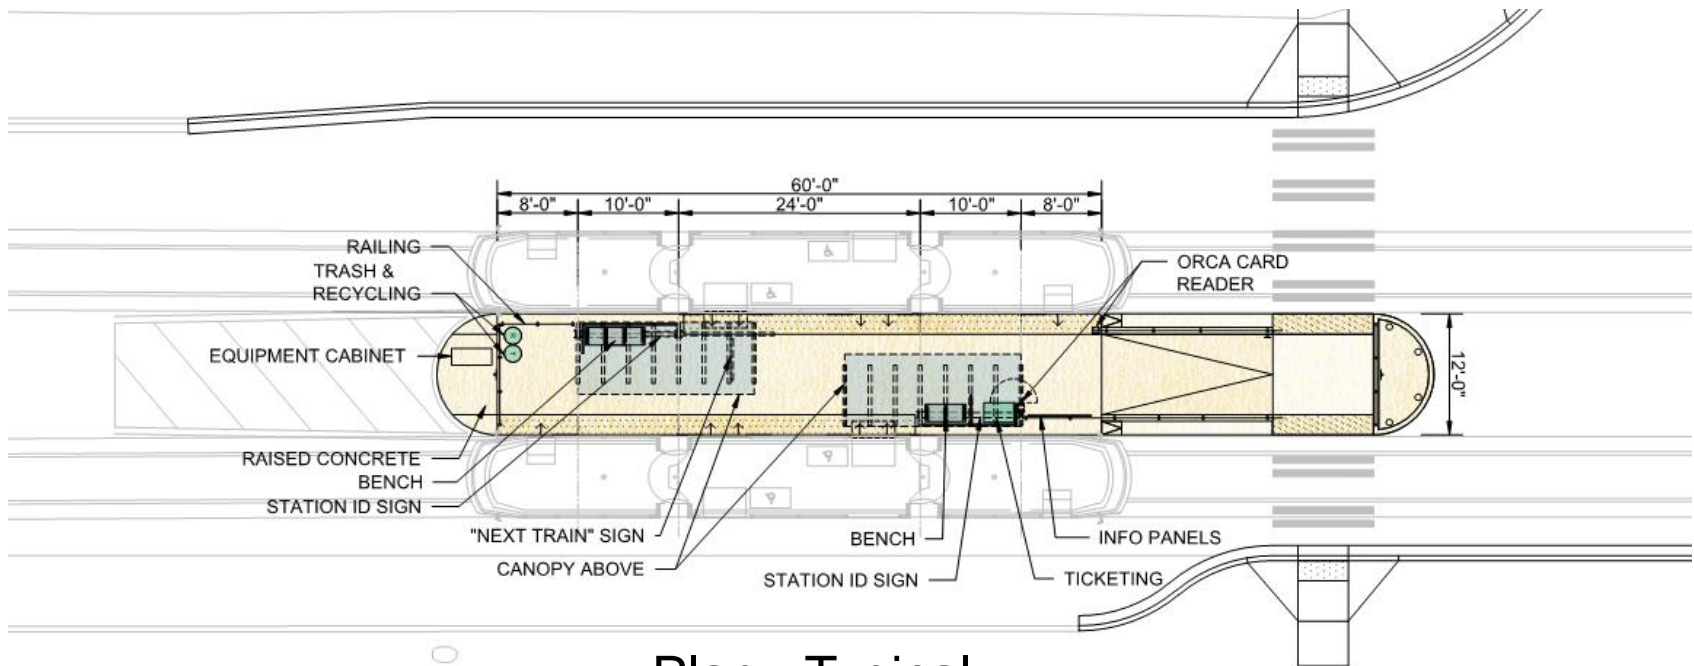 60'-0"
8'-0" 10'-0" 24'-0" 10'-0" 8'-0"
RAILING
TRASH &
RECYCLING
EQUIPMENT CABINET
RAISED CONCRETE
BENCH
STATION ID SIGN
"NEXT TRAIN" SIGN
CANOPY ABOVE
ORCA CARD
READER
12'-0"
BENCH
STATION ID SIGN
INFO PANELS
TICKETING